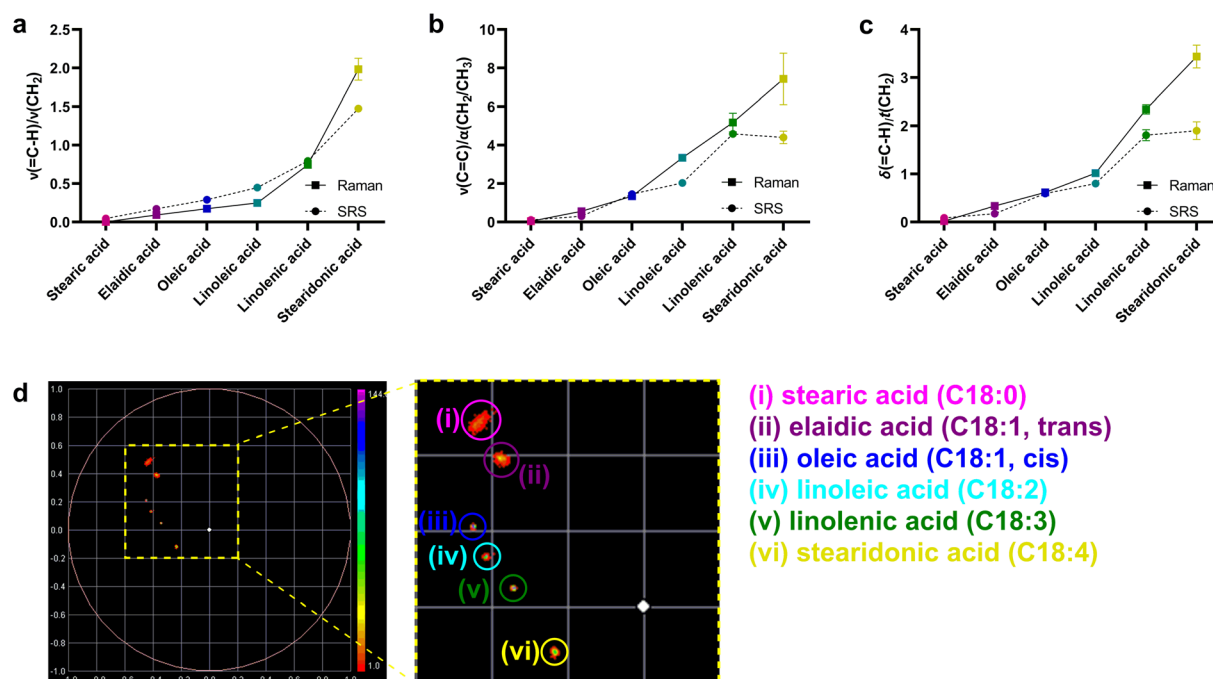 a
2.5
2.0
1.5
1.0
0.5
0.0
ν(=C-H)/ν(CH2)
Raman
SRS
Stearic acid
Elaidic acid
Oleic acid
Linoleic acid
Linolenic acid
Stearidonic acid
b
10
8
6
4
2
0
ν(C=C)/α(CH2/CH3)
Raman
SRS
Stearic acid
Elaidic acid
Oleic acid
Linoleic acid
Linolenic acid
Stearidonic acid
c
4
3
2
1
0
δ(=C-H)/t(CH2)
Raman
SRS
Stearic acid
Elaidic acid
Oleic acid
Linoleic acid
Linolenic acid
Stearidonic acid
d
1.0
0.8
0.6
0.4
0.2
0.0
-0.2
-0.4
-0.6
-0.8
-1.0
144.
1.0
(i)
(ii)
(iii)
(iv)
(v)
(vi)
(i) stearic acid (C18:0)
(ii) elaidic acid (C18:1, trans)
(iii) oleic acid (C18:1, cis)
(iv) linoleic acid (C18:2)
(v) linolenic acid (C18:3)
(vi) stearidonic acid (C18:4)